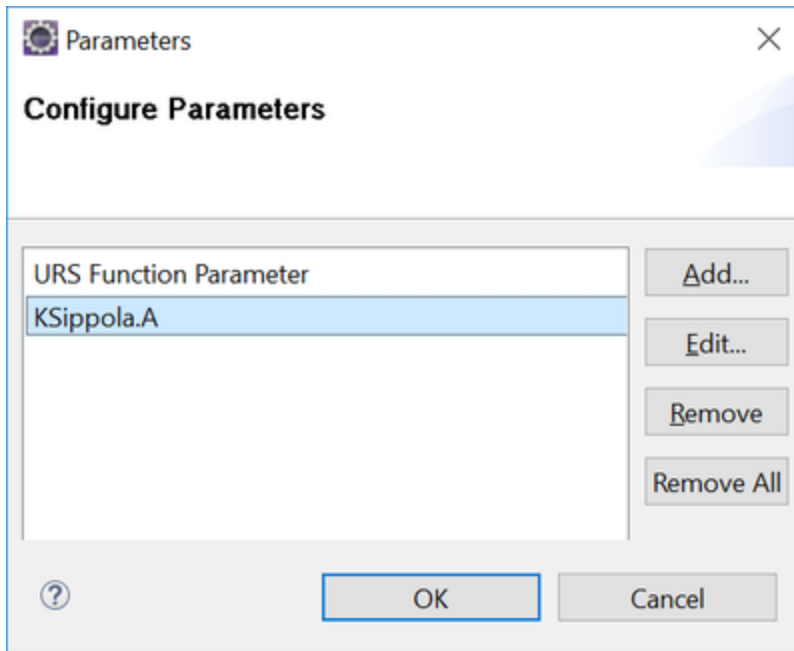 Parameters
Configure Parameters
URS Function Parameter
KSippola.A
Add...
Edit...
Remove
Remove All
?
OK
Cancel